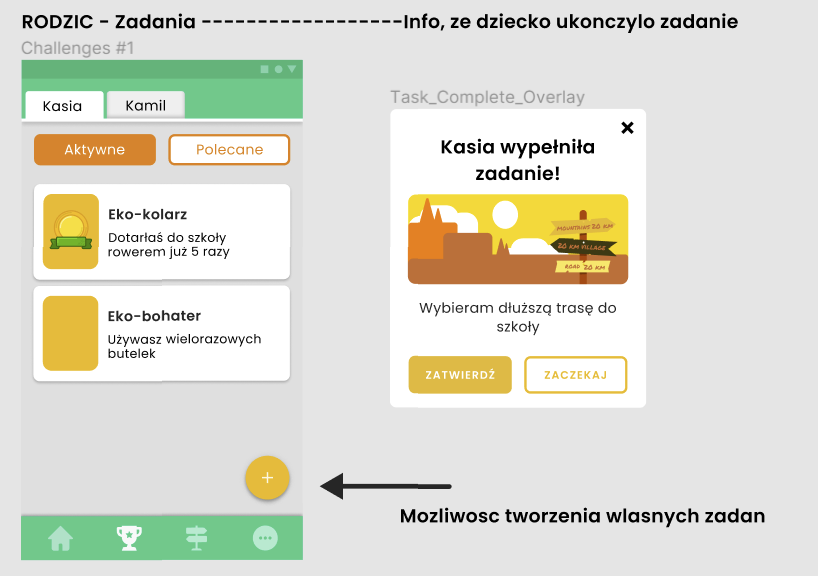 RODZIC - Zadania ------------------Info, ze dziecko ukonczylo zadanie
Challenges #1
Kasia
Kamil
Aktywne
Polecane
Eko-kolarz
Dotarłaś do szkoły
rowerem już 5 razy
Eko-bohater
Używasz wielorazowych
butelek
+
Task_Complete_Overlay
Kasia wypełniła
zadanie!
MOUNTAINS 20 KM
20 KM VILLAGE
ROAD 20 KM
Wybieram dłuższą trasę do
szkoły
ZATWIERDŹ
ZACZEKAJ
Mozliwosc tworzenia wlasnych zadan